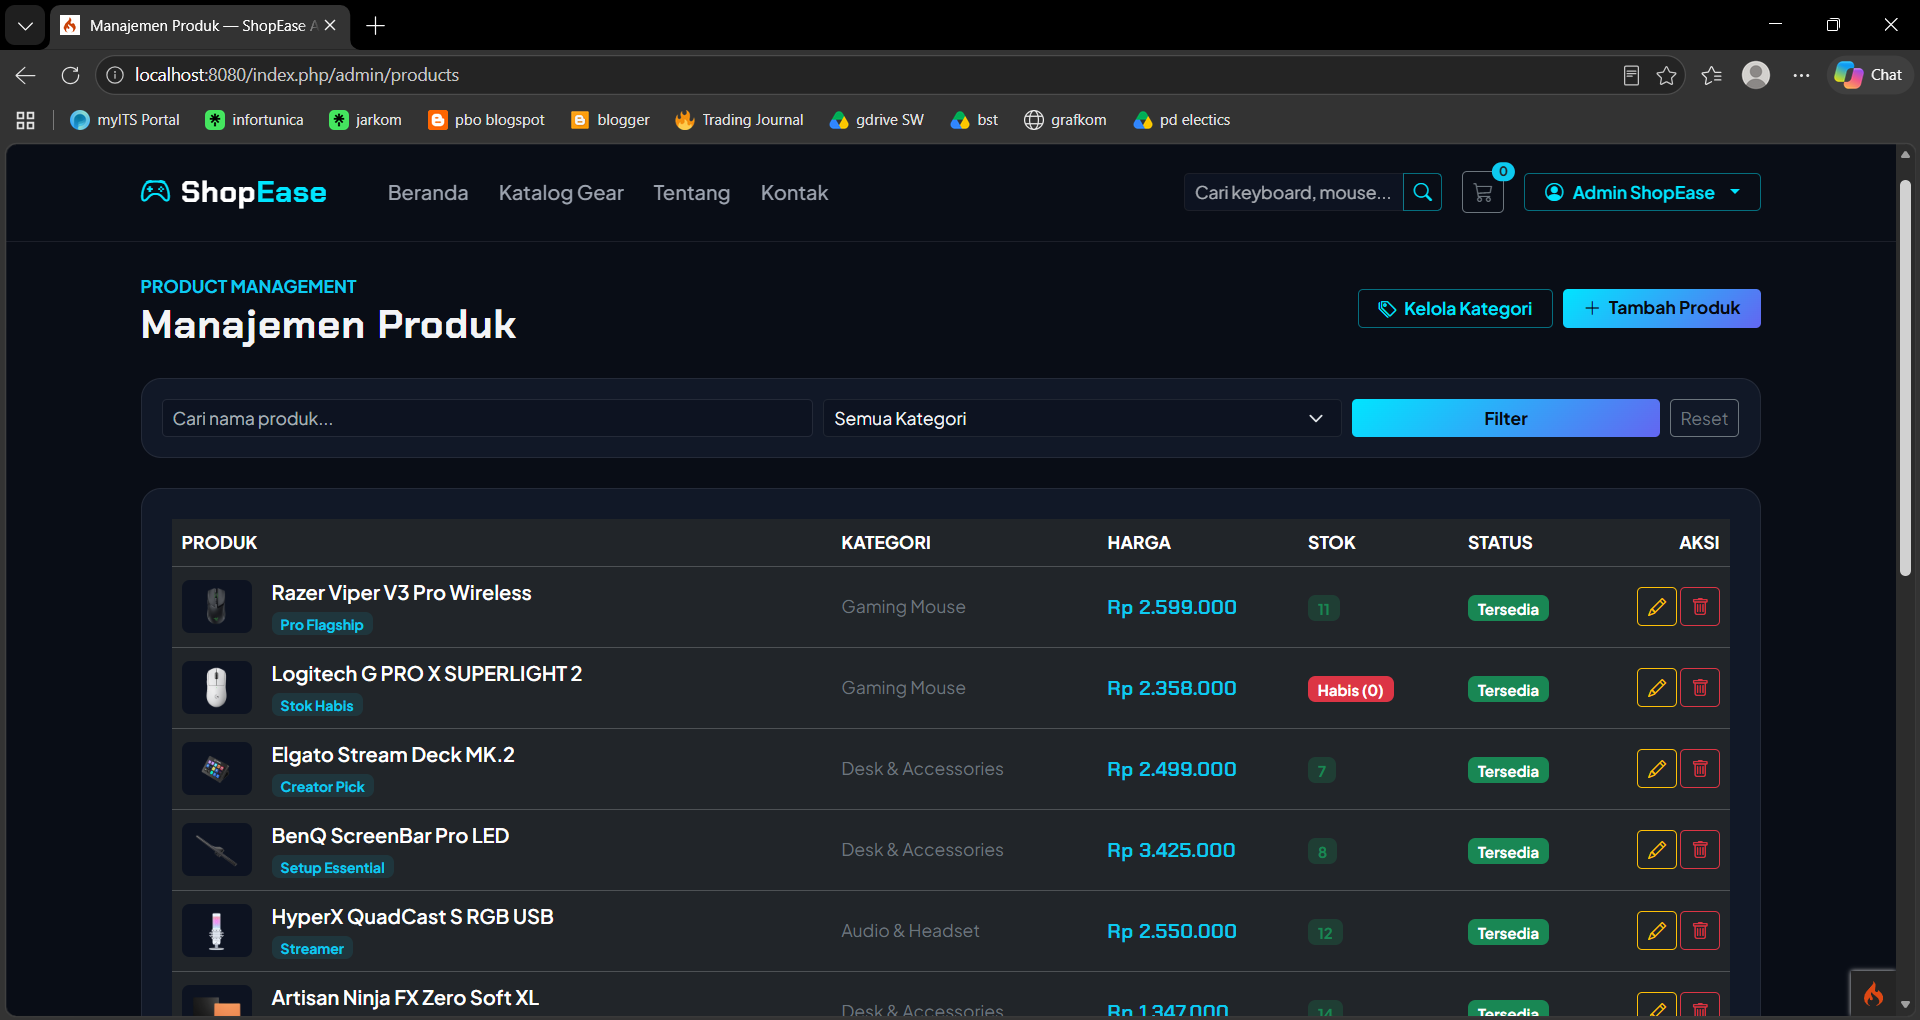 Manajemen Produk — ShopEase A
localhost:8080/index.php/admin/products
Chat
myITS Portal
infortunica
jarkom
pbo blogspot
blogger
Trading Journal
gdrive SW
bst
grafkom
pd electics
ShopEase
Beranda
Katalog Gear
Tentang
Kontak
Cari keyboard, mouse...
0
Admin ShopEase
PRODUCT MANAGEMENT
Manajemen Produk
Kelola Kategori
+ Tambah Produk
Cari nama produk...
Semua Kategori
Filter
Reset
PRODUK KATEGORI HARGA STOK STATUS AKSI
Razer Viper V3 Pro Wireless
Pro Flagship
Gaming Mouse
Rp 2.599.000
11
Tersedia
Logitech G PRO X SUPERLIGHT 2
Stok Habis
Gaming Mouse
Rp 2.358.000
Habis (0)
Tersedia
Elgato Stream Deck MK.2
Creator Pick
Desk & Accessories
Rp 2.499.000
7
Tersedia
BenQ ScreenBar Pro LED
Setup Essential
Desk & Accessories
Rp 3.425.000
8
Tersedia
HyperX QuadCast S RGB USB
Streamer
Audio & Headset
Rp 2.550.000
12
Tersedia
Artisan Ninja FX Zero Soft XL
Desk & Accessories
Rp 1.347.000
14
Tersedia